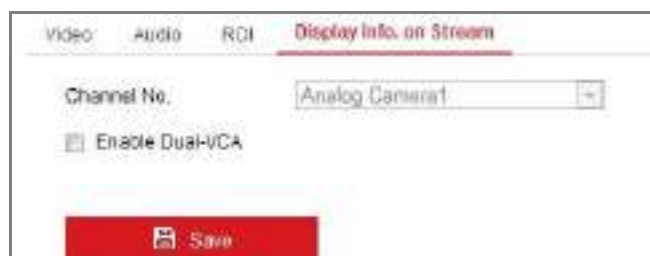 Video Audio ROI Display Info. on Stream
Channel No. Analog Camera1
Enable Dual-VCA
Save